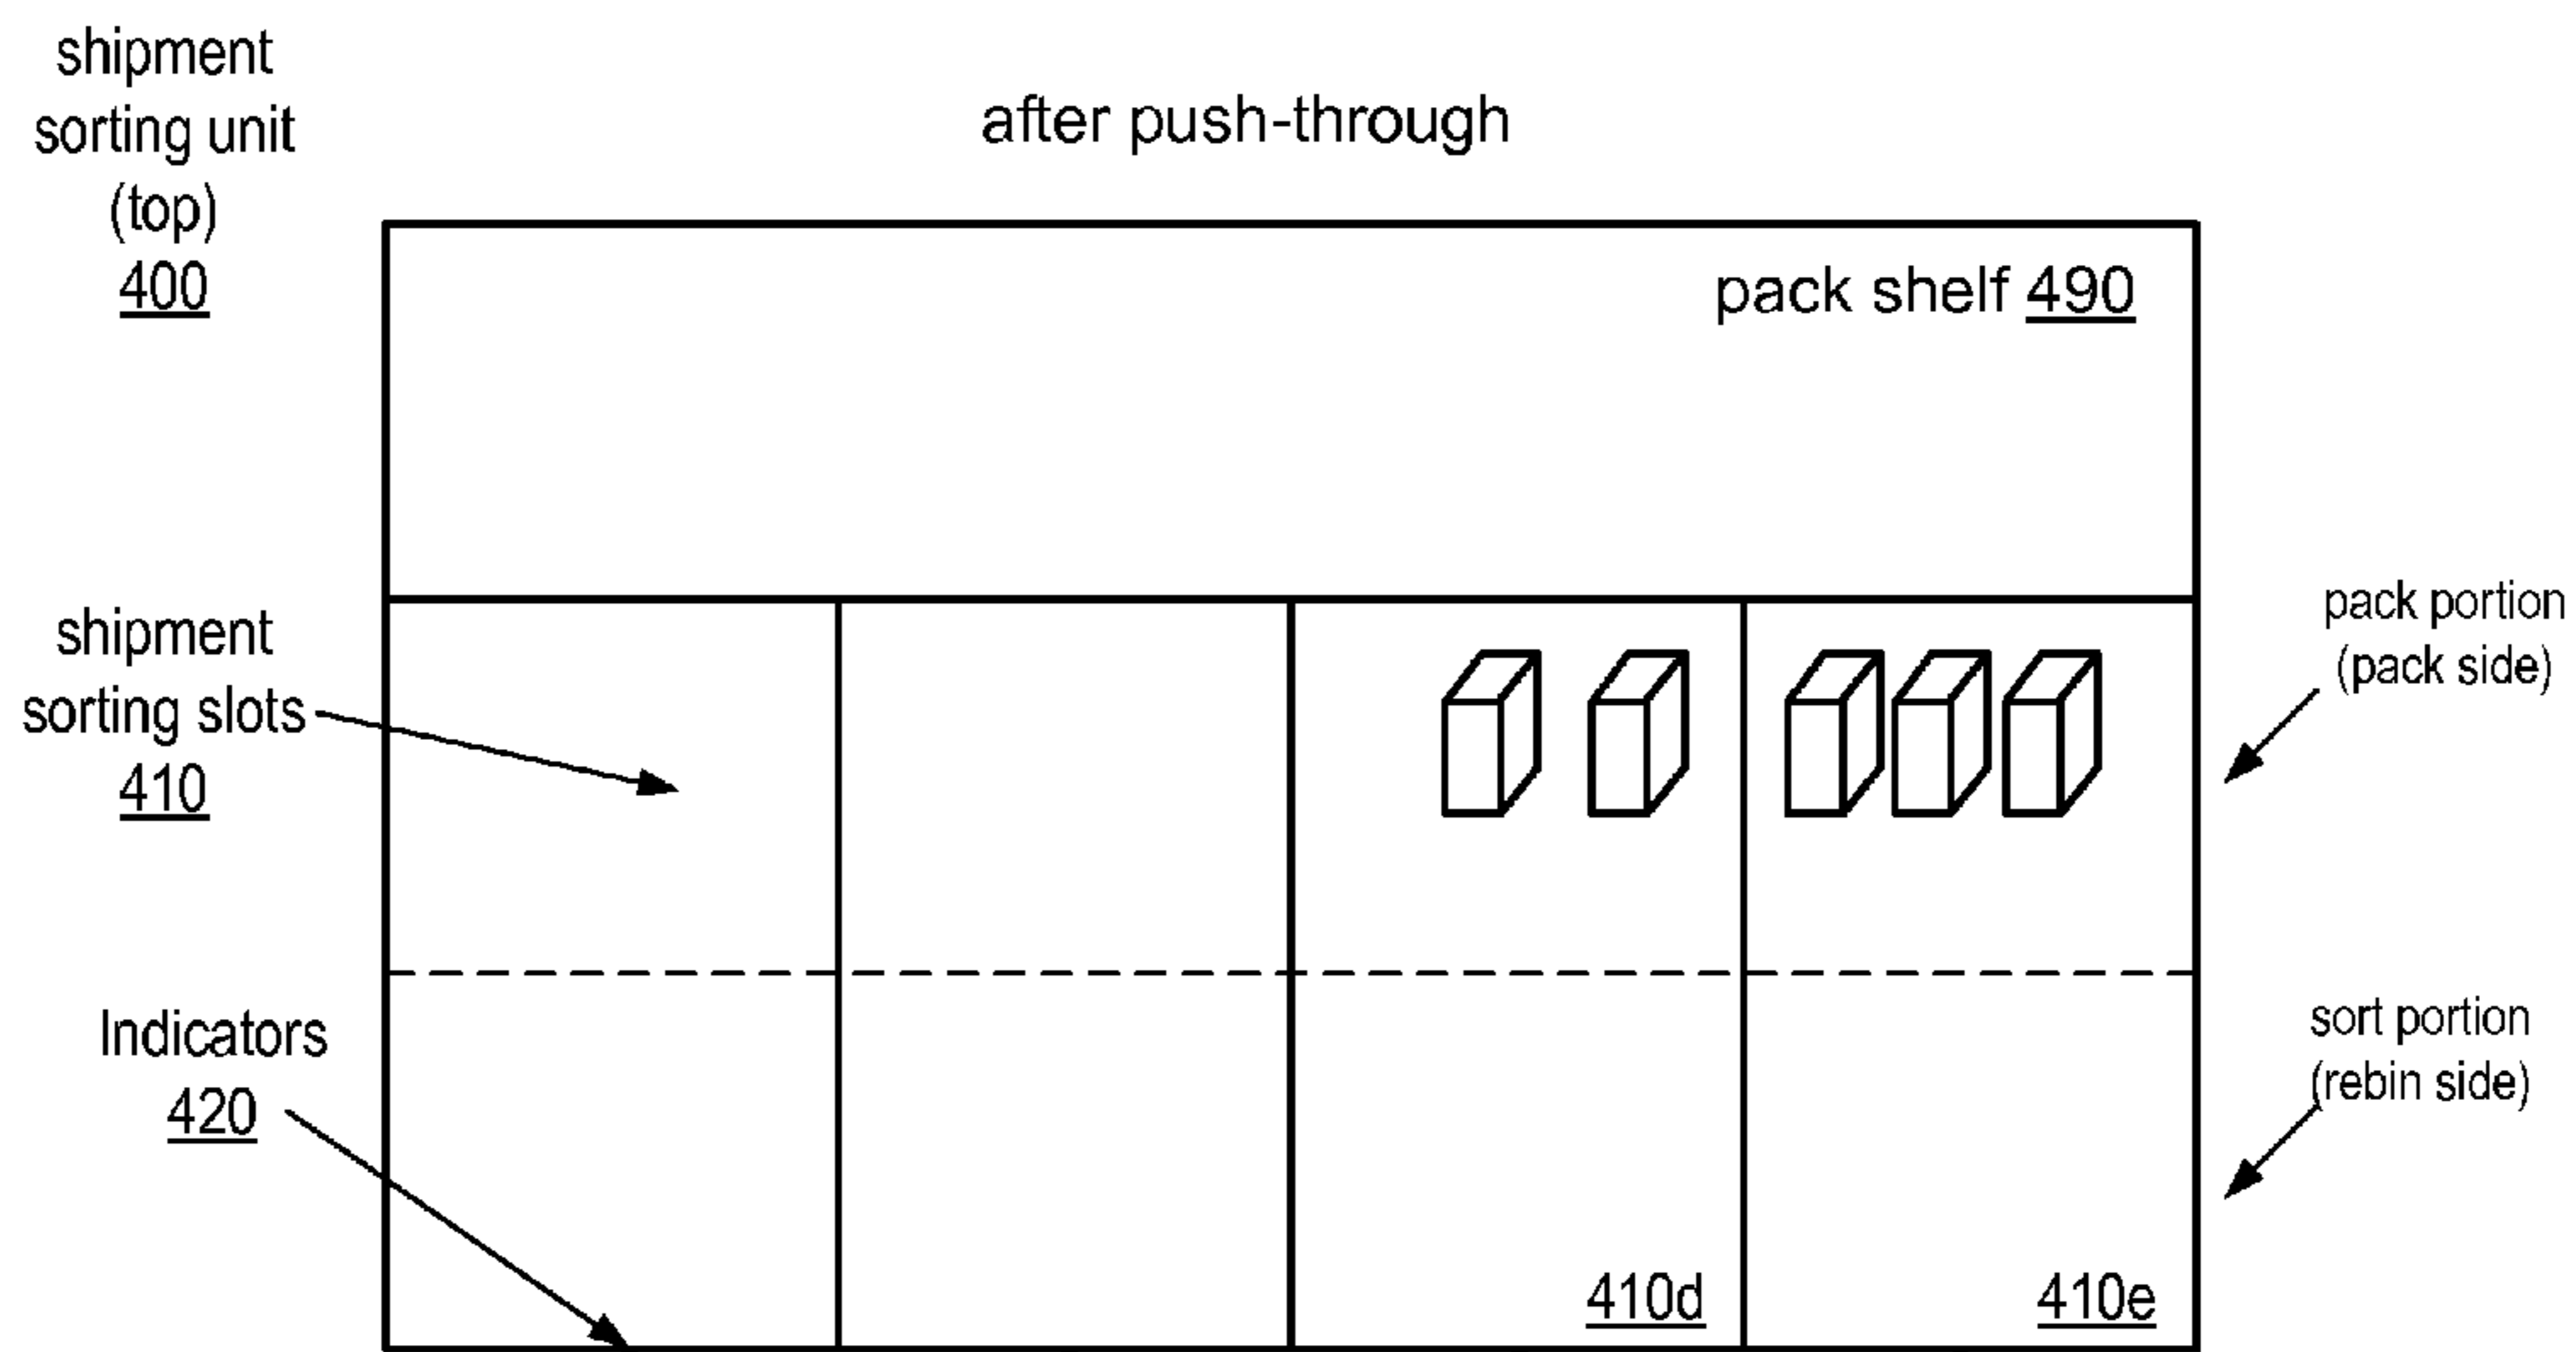 shipment
sorting unit
(top)
400
after push-through
pack shelf 490
shipment
sorting slots
410
pack portion
(pack side)
Indicators
420
sort portion
(rebin side)
410d
410e